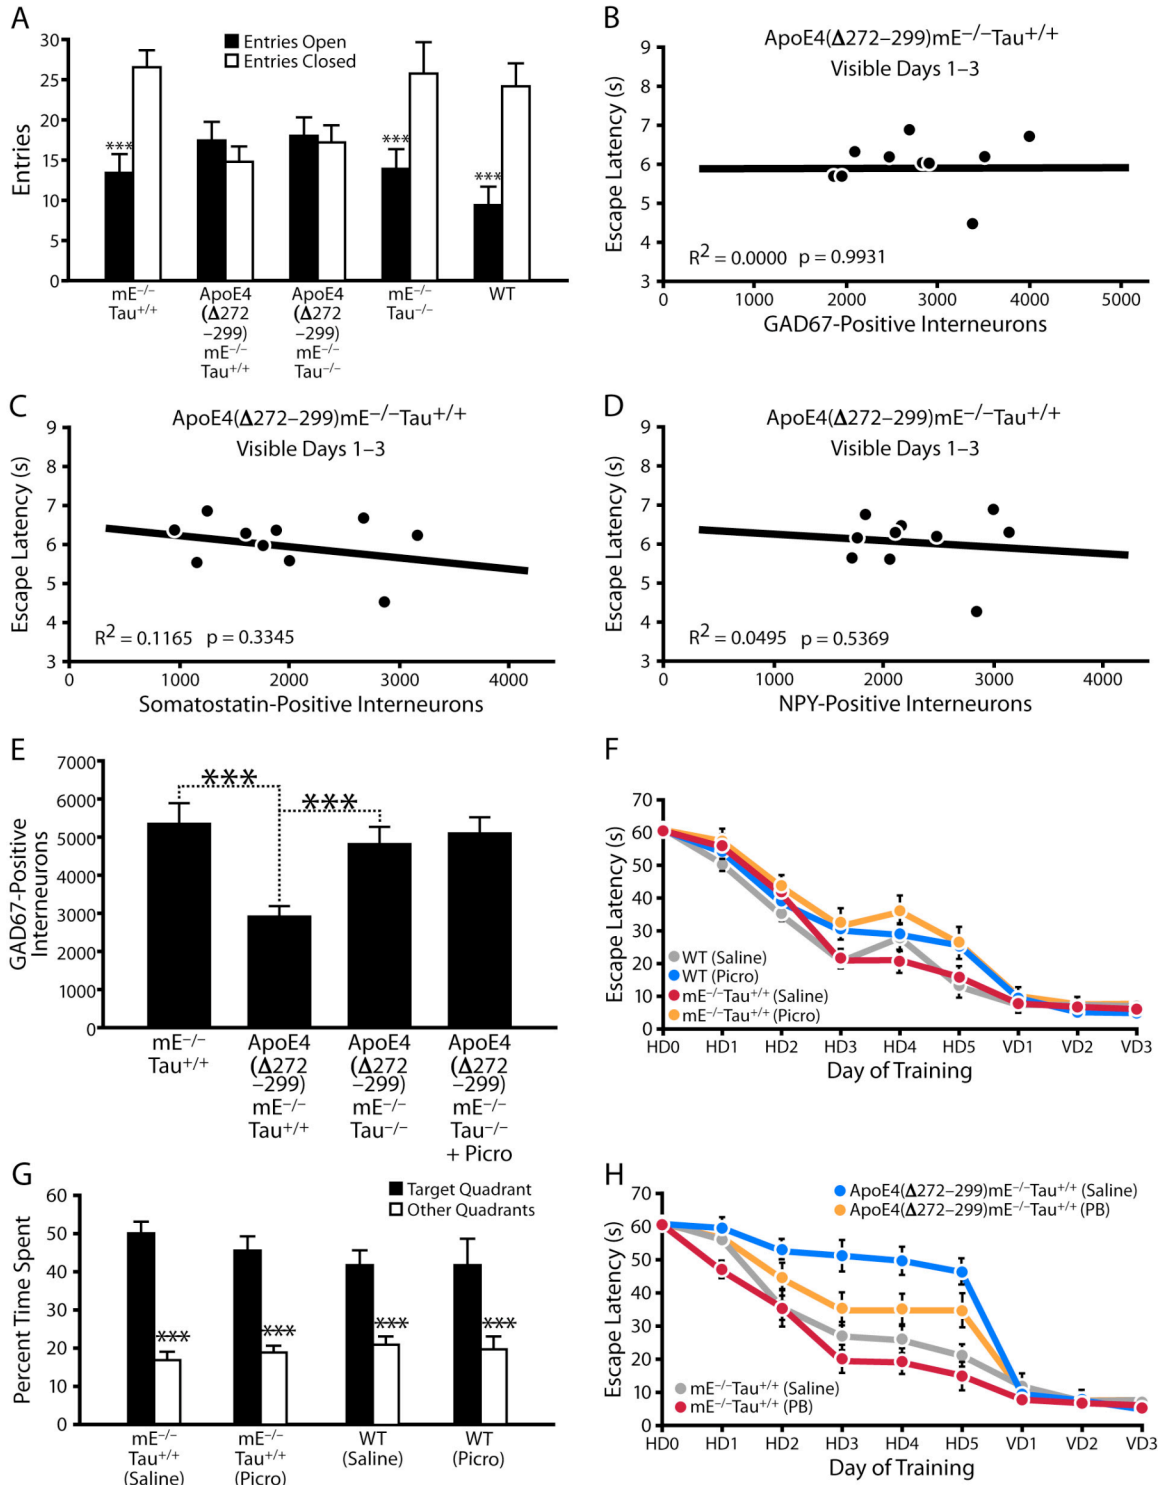 A
Entries Open
Entries Closed
Entries
30
25
20
15
10
5
0
***
***
***
mE⁻/⁻
Tau⁺/⁺
ApoE4
(Δ272
–299)
mE⁻/⁻
Tau⁺/⁺
ApoE4
(Δ272
–299)
mE⁻/⁻
Tau⁻/⁻
mE⁻/⁻
Tau⁻/⁻
WT
B
ApoE4(Δ272–299)mE⁻/⁻Tau⁺/⁺
Visible Days 1–3
Escape Latency (s)
9
8
7
6
5
4
3
R² = 0.0000 p = 0.9931
0 1000 2000 3000 4000 5000
GAD67-Positive Interneurons
C
ApoE4(Δ272–299)mE⁻/⁻Tau⁺/⁺
Visible Days 1–3
Escape Latency (s)
9
8
7
6
5
4
3
R² = 0.1165 p = 0.3345
0 1000 2000 3000 4000
Somatostatin-Positive Interneurons
D
ApoE4(Δ272–299)mE⁻/⁻Tau⁺/⁺
Visible Days 1–3
Escape Latency (s)
9
8
7
6
5
4
3
R² = 0.0495 p = 0.5369
0 1000 2000 3000 4000
NPY-Positive Interneurons
E
GAD67-Positive
Interneurons
7000
6000
5000
4000
3000
2000
1000
0
***
***
mE⁻/⁻
Tau⁺/⁺
ApoE4
(Δ272
–299)
mE⁻/⁻
Tau⁺/⁺
ApoE4
(Δ272
–299)
mE⁻/⁻
Tau⁻/⁻
ApoE4
(Δ272
–299)
mE⁻/⁻
Tau⁻/⁻
+ Picro
F
Escape Latency (s)
70
60
50
40
30
20
10
0
WT (Saline)
WT (Picro)
mE⁻/⁻Tau⁺/⁺ (Saline)
mE⁻/⁻Tau⁺/⁺ (Picro)
HD0 HD1 HD2 HD3 HD4 HD5 VD1 VD2 VD3
Day of Training
G
Target Quadrant
Other Quadrants
Percent Time Spent
60
50
40
30
20
10
0
***
***
***
***
mE⁻/⁻
Tau⁺/⁺
(Saline)
mE⁻/⁻
Tau⁺/⁺
(Picro)
WT
(Saline)
WT
(Picro)
H
ApoE4(Δ272–299)mE⁻/⁻Tau⁺/⁺ (Saline)
ApoE4(Δ272–299)mE⁻/⁻Tau⁺/⁺ (PB)
Escape Latency (s)
70
60
50
40
30
20
10
0
mE⁻/⁻Tau⁺/⁺ (Saline)
mE⁻/⁻Tau⁺/⁺ (PB)
HD0 HD1 HD2 HD3 HD4 HD5 VD1 VD2 VD3
Day of Training